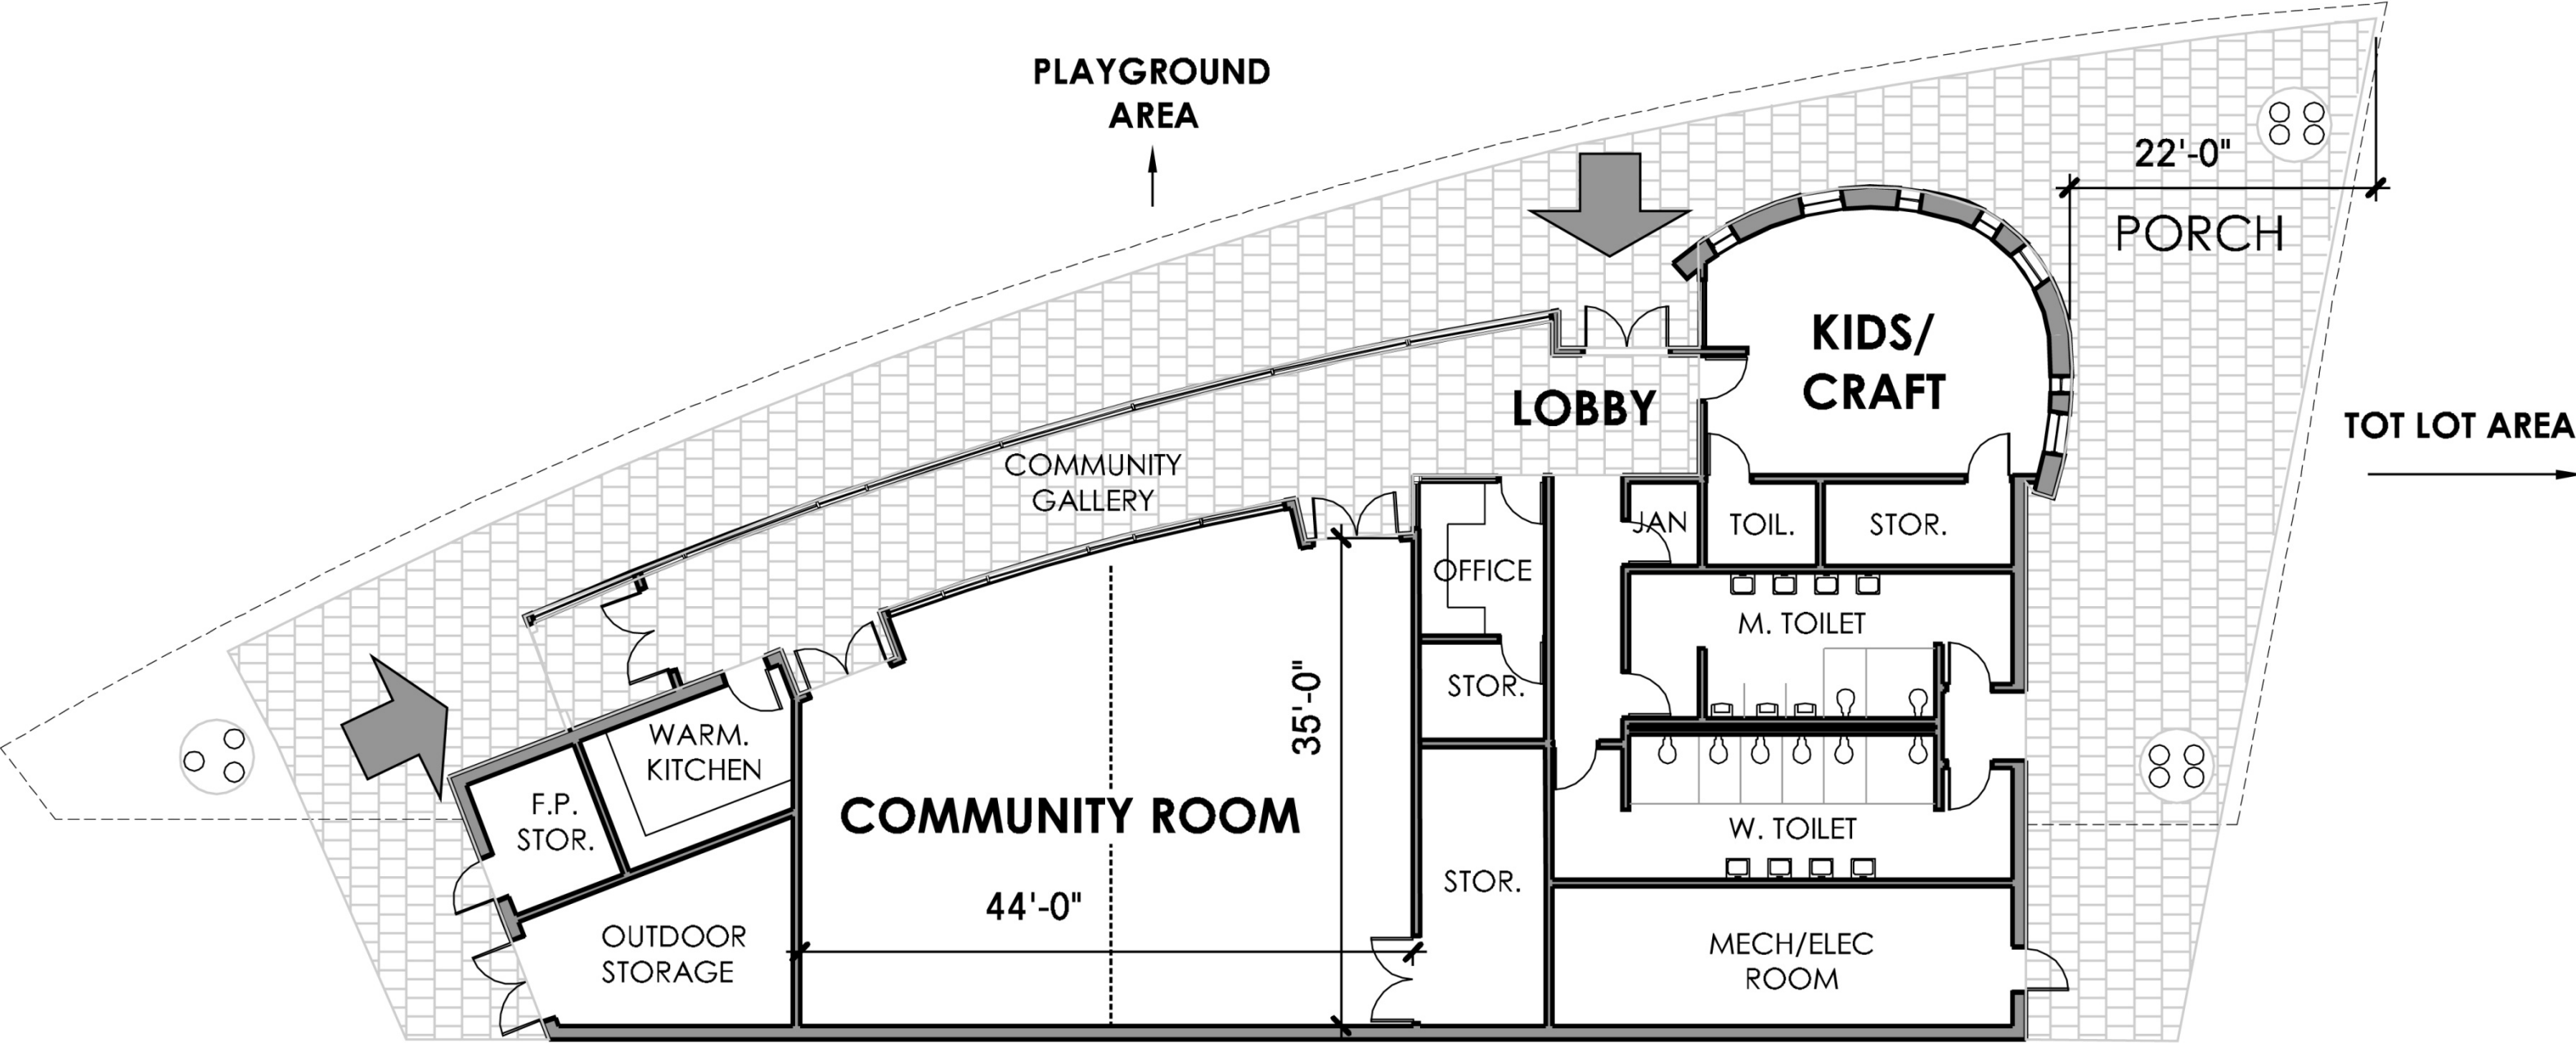 PLAYGROUND
AREA
22'-0"
PORCH
KIDS/
CRAFT
LOBBY
TOT LOT AREA
COMMUNITY
GALLERY
JAN
TOIL.
STOR.
OFFICE
M. TOILET
STOR.
35'-0"
WARM.
KITCHEN
F.P.
STOR.
COMMUNITY ROOM
W. TOILET
STOR.
44'-0"
OUTDOOR
STORAGE
MECH/ELEC
ROOM